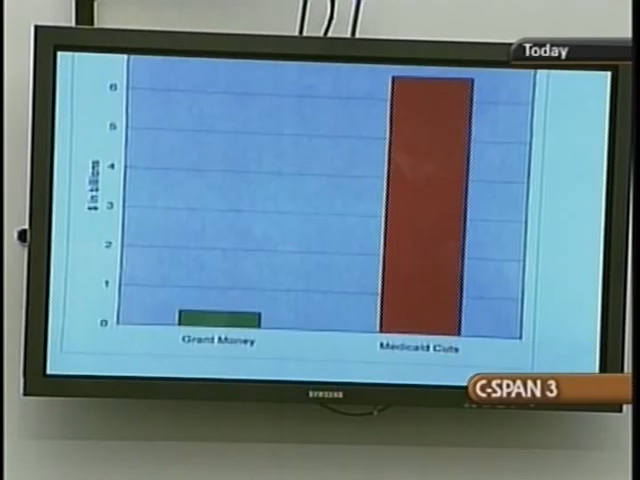 Today
6
5
4
3
2
1
0
$ in billions
Grant Money
Medicaid Cuts
SAMSUNG
C-SPAN 3